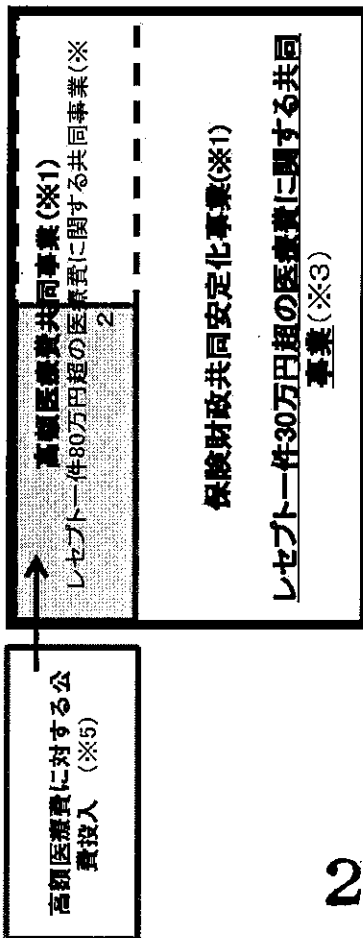 高額医療費に対する公
費投入　(※5)
高額医療費共同事業(※1)
レセプト一件80万円超の医療費に関する共同事業(※
2
保険財政共同安定化事業(※1)
レセプト一件30万円超の医療費に関する共同
事業(※3)
2